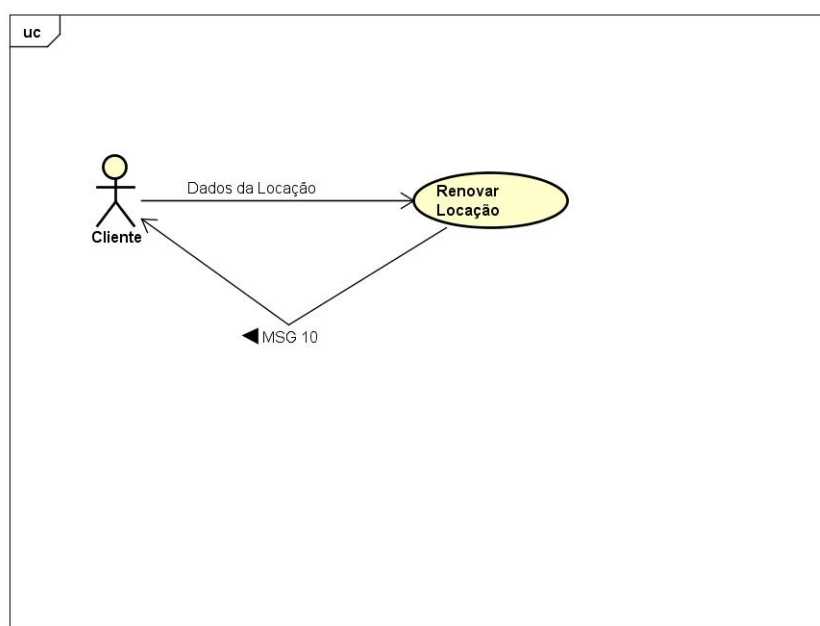 uc
Dados da Locação
Renovar
Locação
Cliente
MSG 10